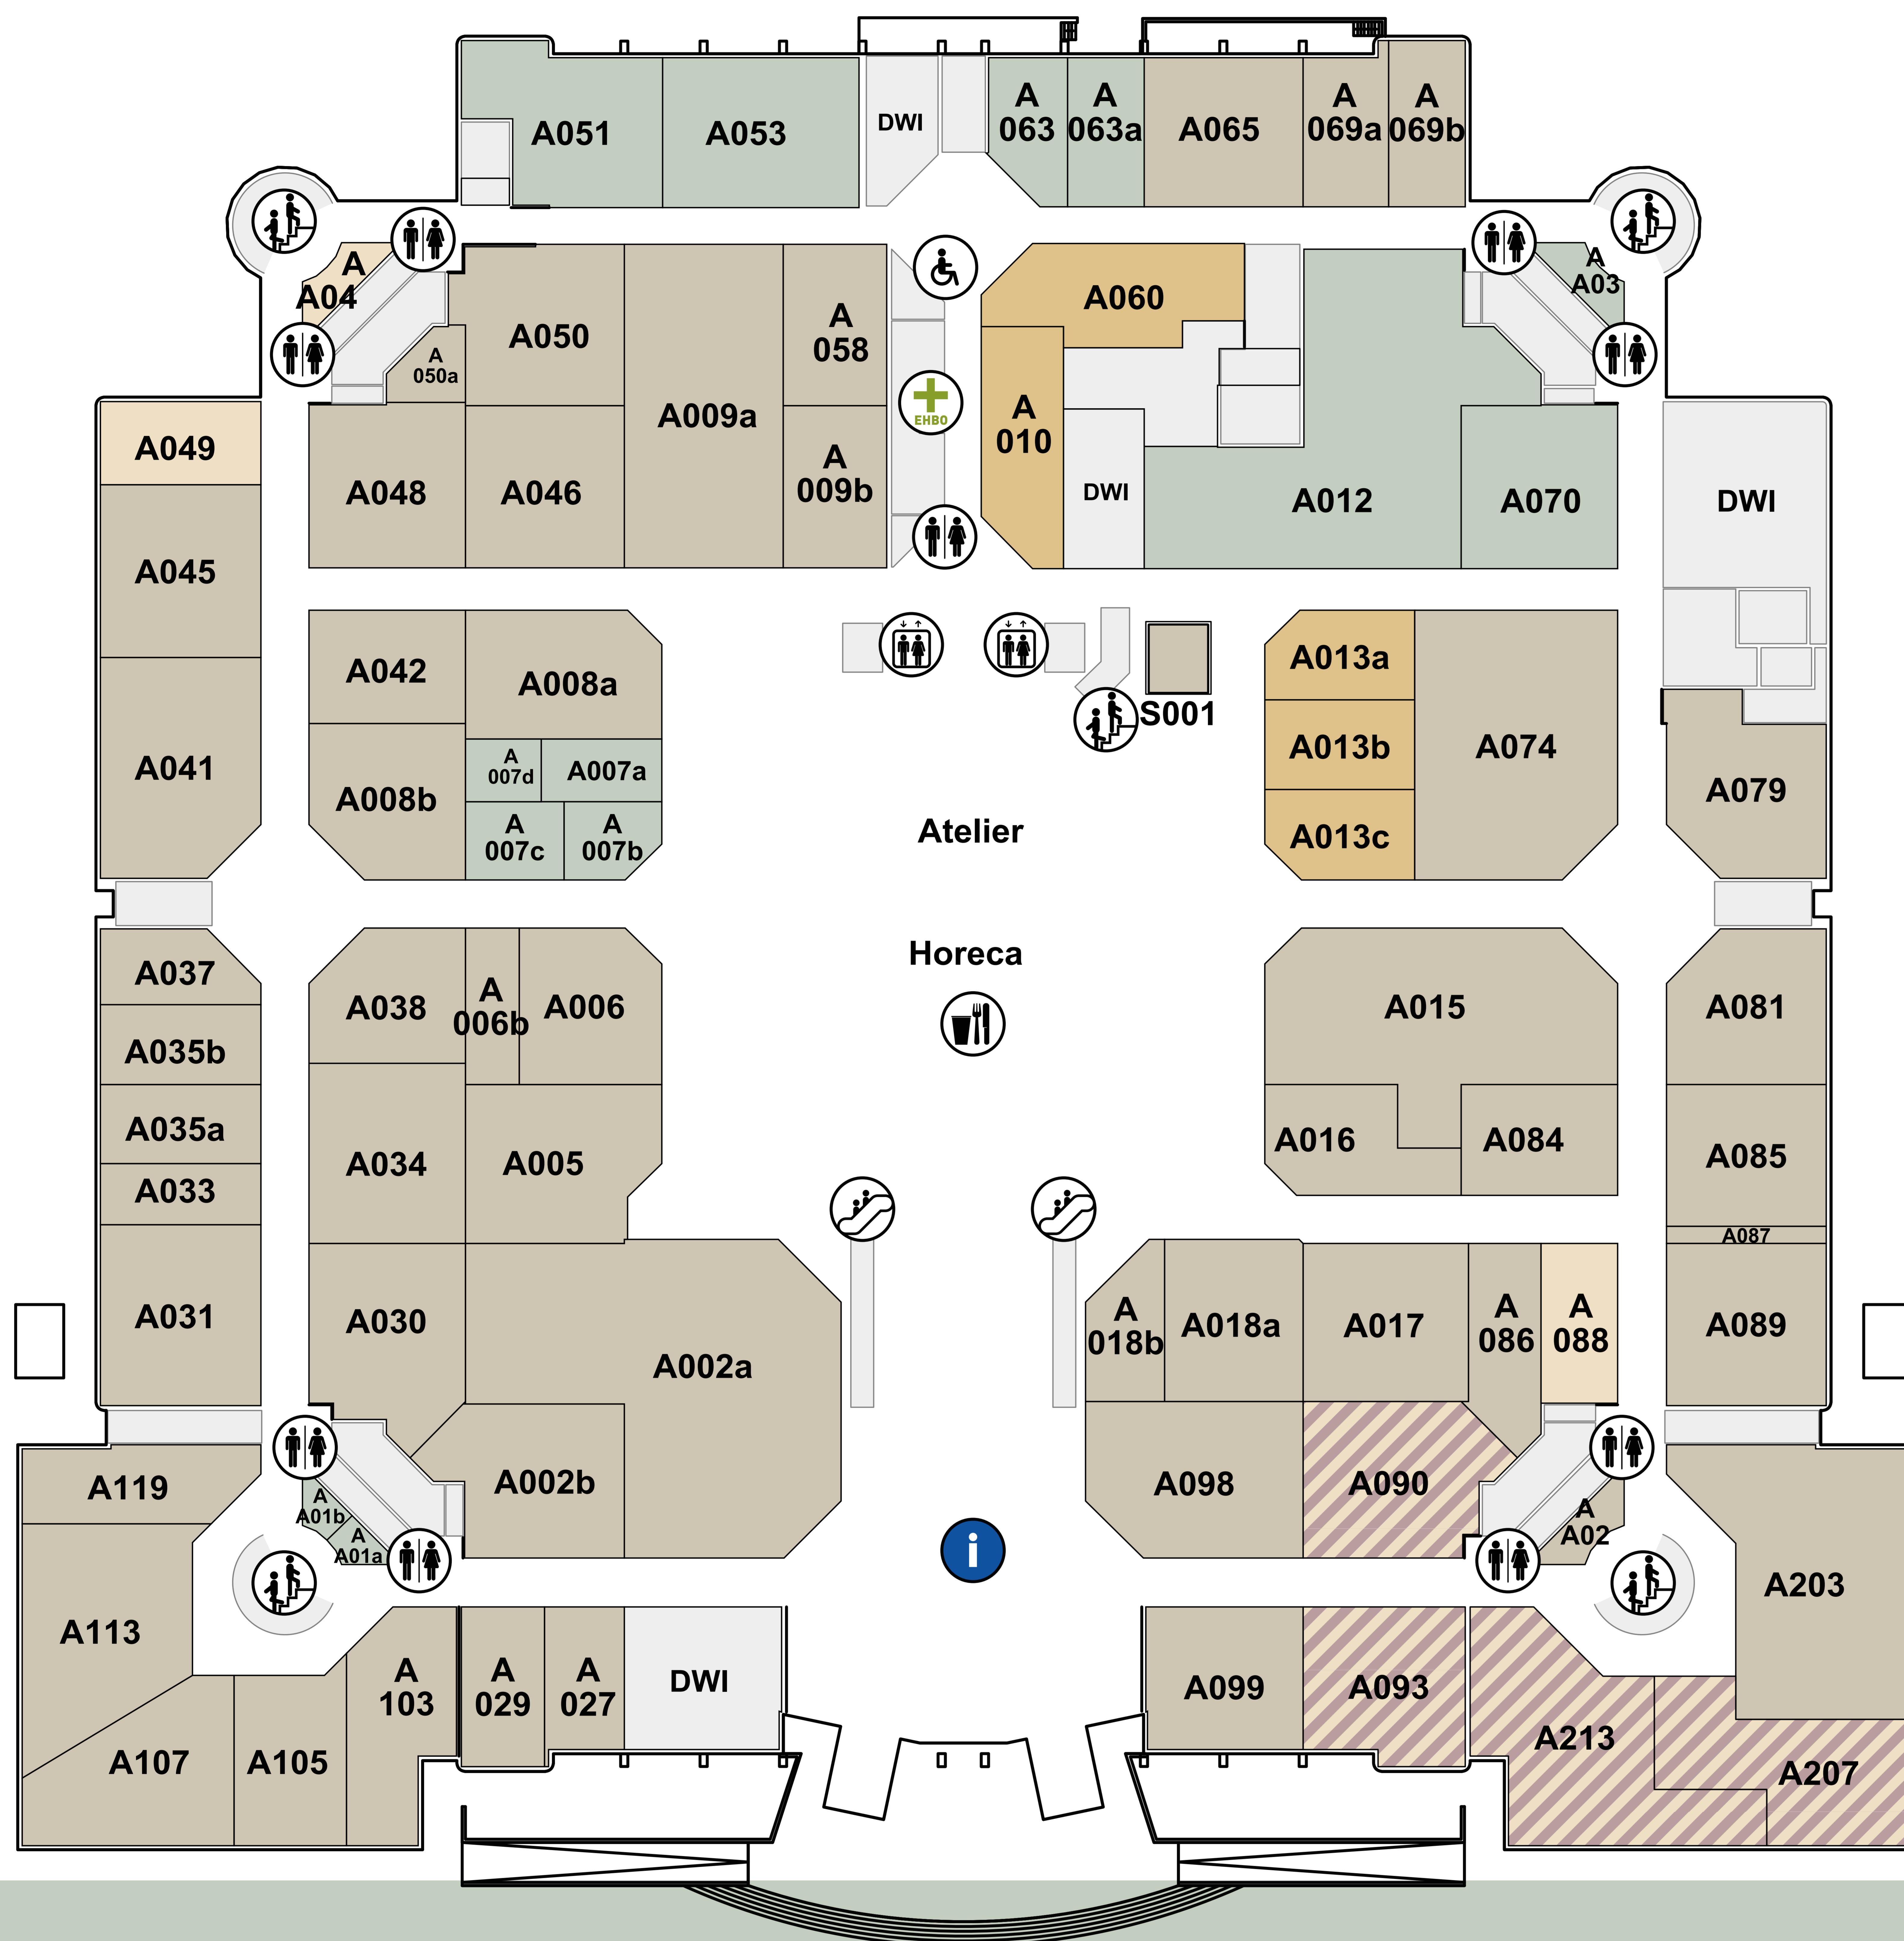 A
063
A
063a
A
069a
A
069b
A051
A053
DWI
A065
A
A04
A
A03
A060
A050
A
058
A
050a
A009a
EHBO
A
010
A049
A048
A046
A
009b
DWI
A012
A070
DWI
A045
A042
A008a
A013a
S001
A041
A008b
A
007d
A007a
A013b
A074
A079
A
007c
A
007b
Atelier
A013c
Horeca
A037
A038
A
006b
A006
A015
A081
A035b
A035a
A034
A005
A016
A084
A085
A033
A087
A031
A030
A002a
A
018b
A018a
A017
A
086
A
088
A089
A119
A002b
A098
A090
A
A01b
A
A01a
i
A
A02
A113
A203
A
103
A
029
A
027
DWI
A099
A093
A107
A105
A213
A207